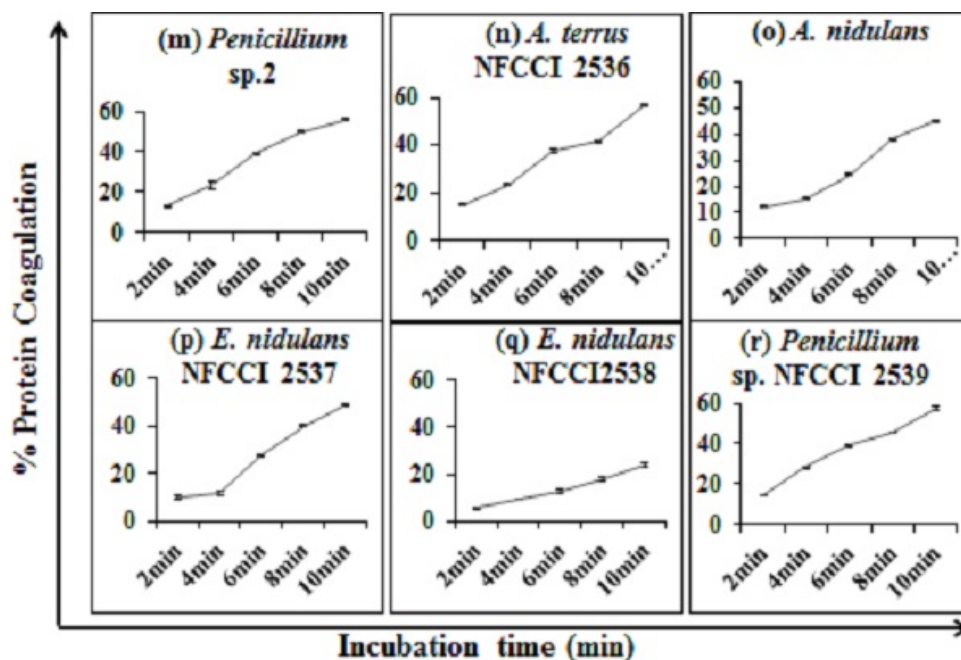 % Protein Coagulation
(m) Penicillium
sp.2
60
40
20
0
2min
4min
6min
8min
10min
(n) A. terrus
NFCCI 2536
60
40
20
0
2min
4min
6min
8min
10...
(o) A. nidulans
60
50
40
30
20
10
0
2min
4min
6min
8min
10...
(p) E. nidulans
NFCCI 2537
60
40
20
0
2min
4min
6min
8min
10min
(q) E. nidulans
NFCCI2538
60
40
20
0
2min
4min
6min
8min
10min
(r) Penicillium
sp. NFCCI 2539
60
40
20
0
2min
4min
6min
8min
10min
Incubation time (min)